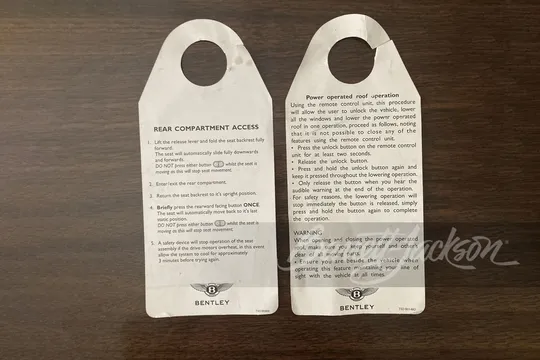 REAR COMPARTMENT ACCESS
1. Lift the release lever and fold the seat backrest fully
forward.
The seat will automatically slide fully downwards
and forwards.
DO NOT press either button whilst the seat is
moving as this will stop seat movement.
2. Enter/exit the rear compartment.
3. Return the seat backrest to it's upright position.
4. Briefly press the rearward facing button ONCE
The seat will automatically move back to it's last
static position.
DO NOT press either button whilst the seat is
moving as this will stop seat movement.
5. A safety device will stop operation of the seat
assembly if the drive motors overheat, in this event
allow the system to cool for approximately
3 minutes before trying again.
B
BENTLEY
Power operated roof operation
Using the remote control unit, this procedure
will allow the user to unlock the vehicle, lower
all the windows and lower the power operated
roof in one operation, proceed as follows, noting
that it is not possible to close any of the
features using the remote control unit.
• Press the unlock button on the remote control
unit for at least two seconds.
• Release the unlock button.
• Press and hold the unlock button again and
keep it pressed throughout the lowering operation.
• Only release the button when you hear the
audible warning at the end of the operation.
For safety reasons, the lowering operation will
stop immediately the button is released, simply
press and hold the button again to complete
the operation.
WARNING
When opening and closing the power operated
roof, make sure you keep yourself and others
clear of all moving parts.
• Ensure you are beside the vehicle when
operating this feature maintaining your line of
sight with the vehicle at all times.
B
BENTLEY
Barrett-Jackson